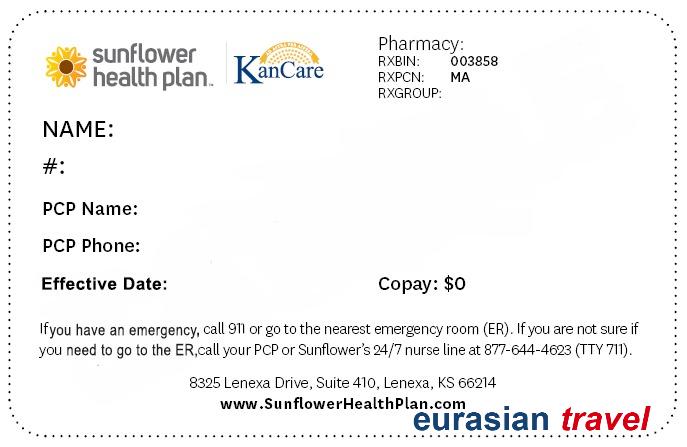 sunflower
health plan™
KanCare
Pharmacy:
RXBIN: 003858
RXPCN: MA
RXGROUP:
NAME:
#:
PCP Name:
PCP Phone:
Effective Date:
Copay: $0
If you have an emergency, call 911 or go to the nearest emergency room (ER). If you are not sure if
you need to go to the ER,call your PCP or Sunflower's 24/7 nurse line at 877-644-4623 (TTY 711).
8325 Lenexa Drive, Suite 410, Lenexa, KS 66214
www.SunflowerHealthPlan.com
eurasian travel